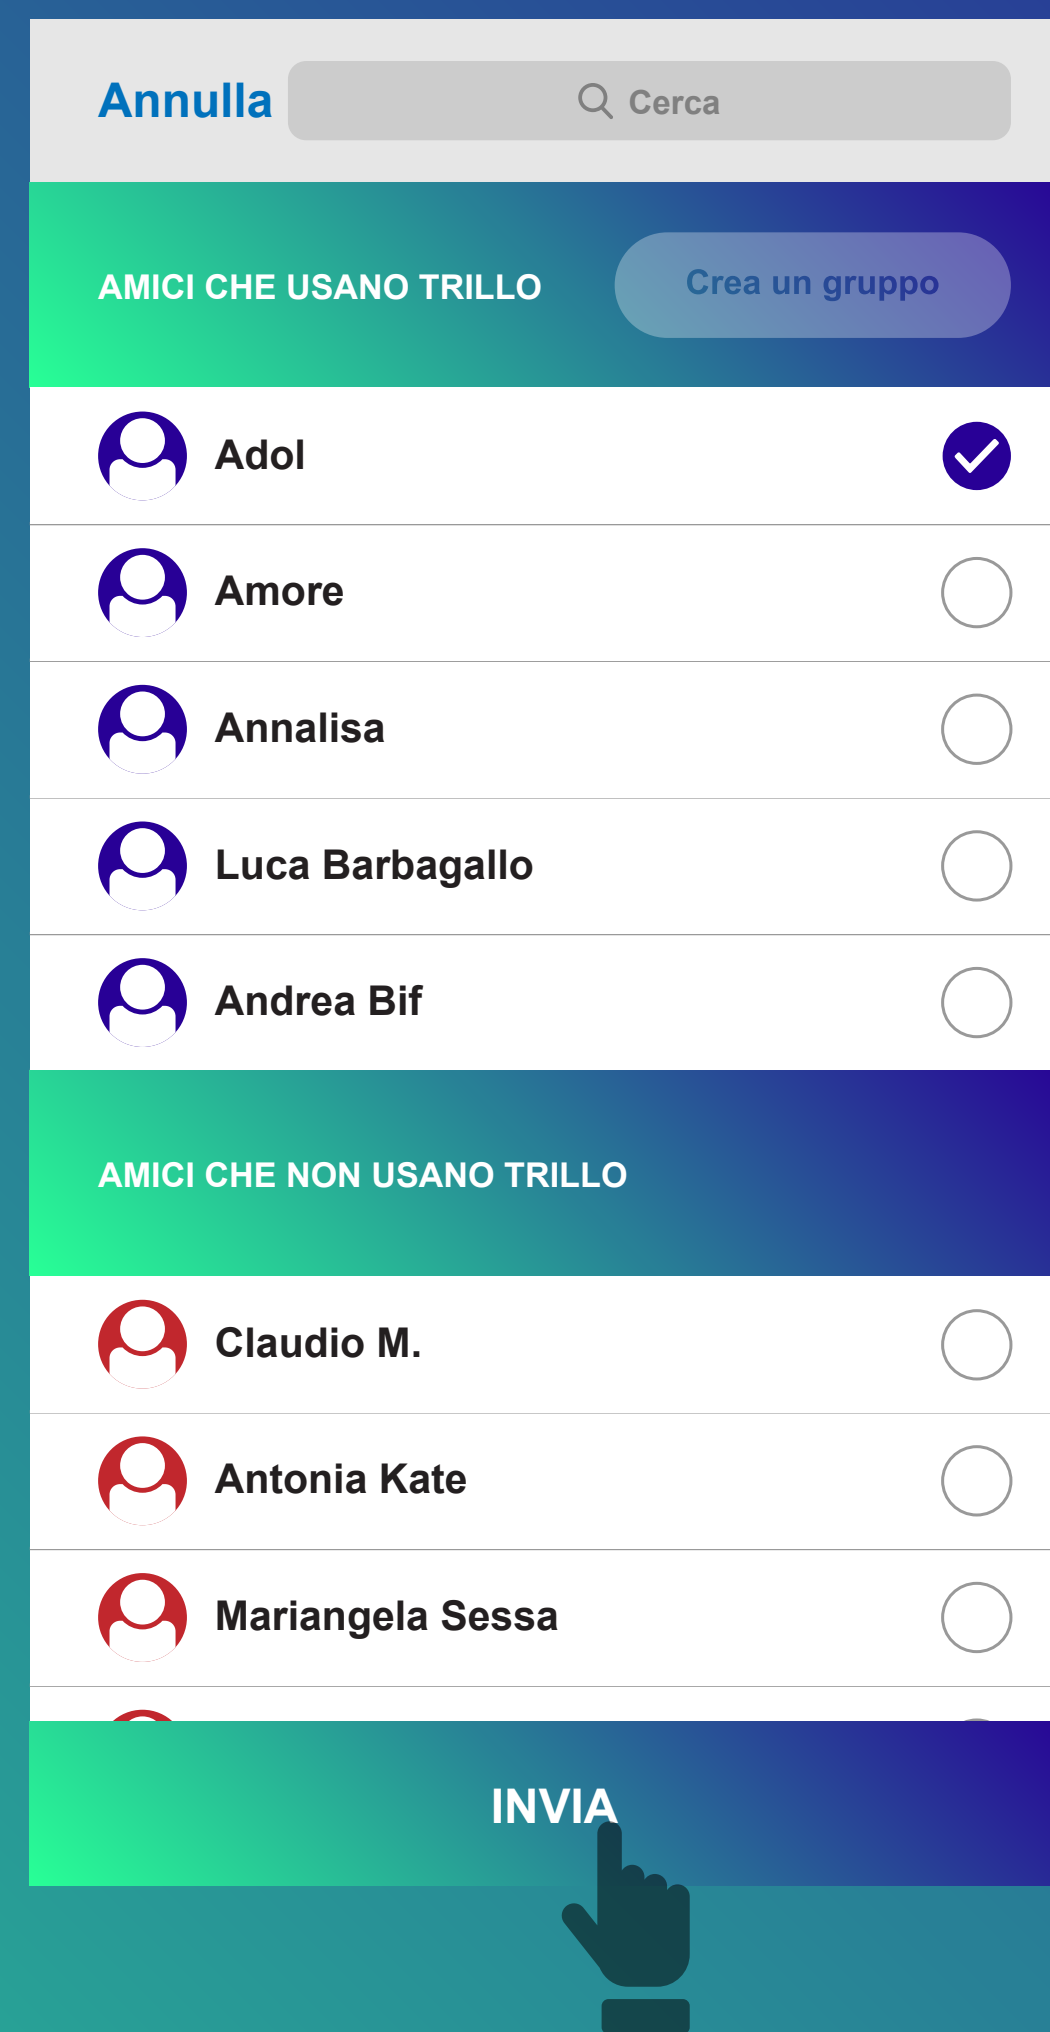 Annulla
Cerca
AMICI CHE USANO TRILLO
Crea un gruppo
Adol
Amore
Annalisa
Luca Barbagallo
Andrea Bif
AMICI CHE NON USANO TRILLO
Claudio M.
Antonia Kate
Mariangela Sessa
INVIA